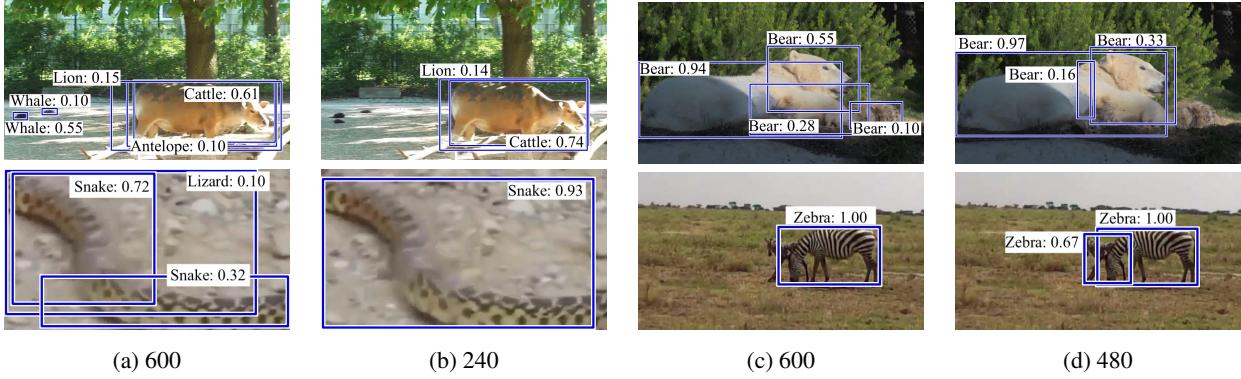 Lion: 0.15
Whale: 0.10
Cattle: 0.61
Whale: 0.55
Antelope: 0.10
Lion: 0.14
Cattle: 0.74
Bear: 0.55
Bear: 0.94
Bear: 0.28
Bear: 0.10
Bear: 0.97
Bear: 0.33
Bear: 0.16
Snake: 0.72
Lizard: 0.10
Snake: 0.32
Snake: 0.93
Zebra: 1.00
Zebra: 1.00
Zebra: 0.67
(a) 600
(b) 240
(c) 600
(d) 480